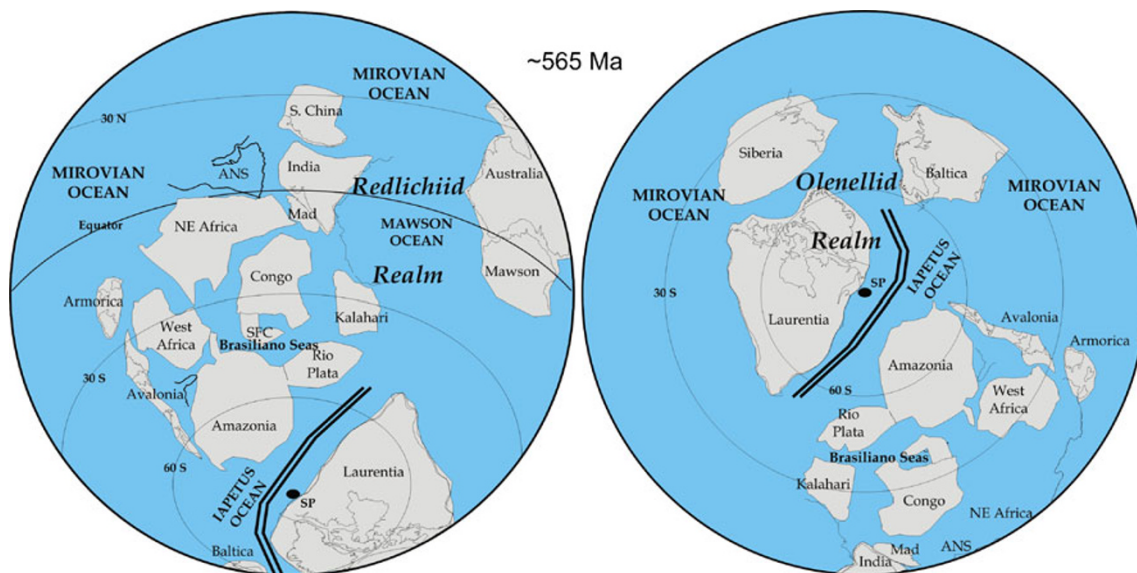 ~565 Ma
MIROVIAN
OCEAN
30 N
S. China
MIROVIAN
OCEAN
ANS
India
Redlichiid
Australia
Equator
NE Africa
Mad
MAWSON
OCEAN
Realm
Mawson
Congo
Armorica
Kalahari
West
Africa
SFC
Brasiliano Seas
Rio
Plata
30 S
Avalonia
Amazonia
60 S
Laurentia
IAPETUS
OCEAN
SP
Baltica
Siberia
Baltica
Olenellid
MIROVIAN
OCEAN
MIROVIAN
OCEAN
Realm
IAPETUS
OCEAN
30 S
SP
Laurentia
Avalonia
Armorica
Amazonia
60 S
West
Africa
Rio
Plata
Brasiliano Seas
Kalahari
Congo
NE Africa
Mad
ANS
India